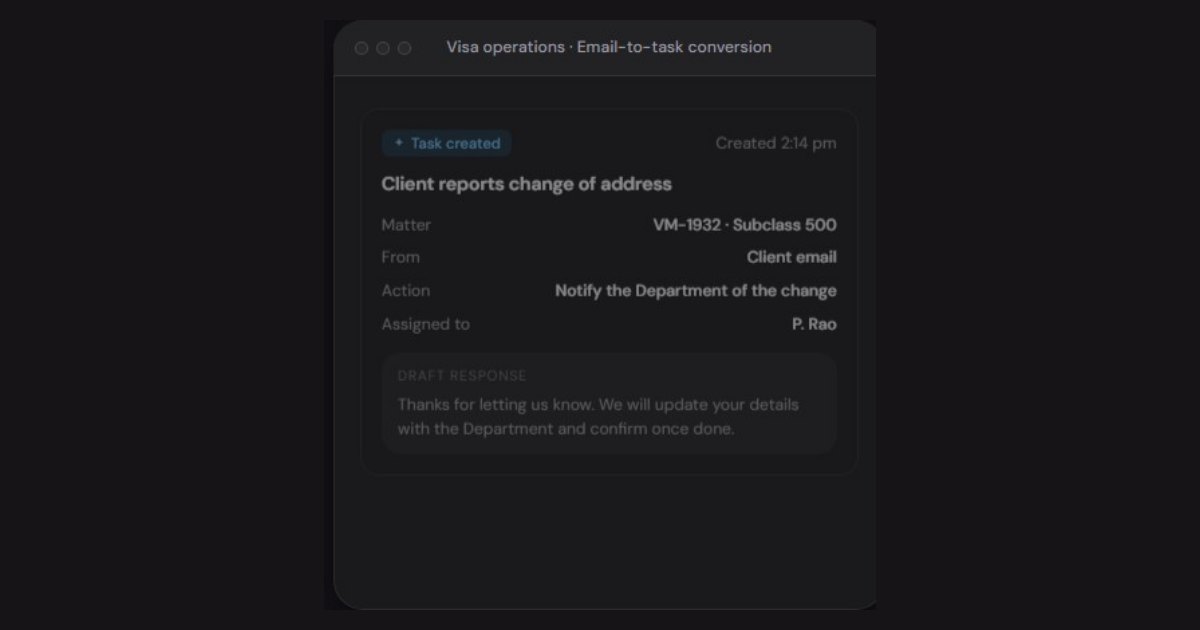 Visa operations · Email-to-task conversion
✦ Task created
Created 2:14 pm
Client reports change of address
Matter
VM-1932 · Subclass 500
From
Client email
Action
Notify the Department of the change
Assigned to
P. Rao
DRAFT RESPONSE
Thanks for letting us know. We will update your details
with the Department and confirm once done.